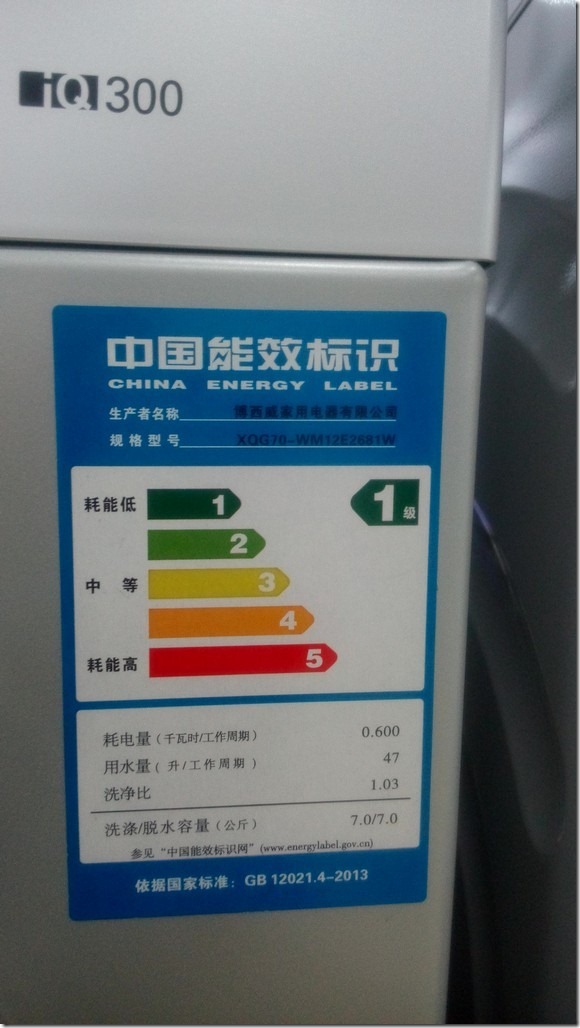 iQ300
中国能效标识
CHINA ENERGY LABEL
生产者名称 博西威家用电器有限公司
规格型号 XQG70-WM12E2681W
耗能低 1 1级
2
中 等 3
4
耗能高 5
耗电量(千瓦时/工作周期) 0.600
用水量(升/工作周期) 47
洗净比 1.03
洗涤/脱水容量(公斤) 7.0/7.0
参见“中国能效标识网”(www.energylabel.gov.cn)
依据国家标准：GB 12021.4-2013